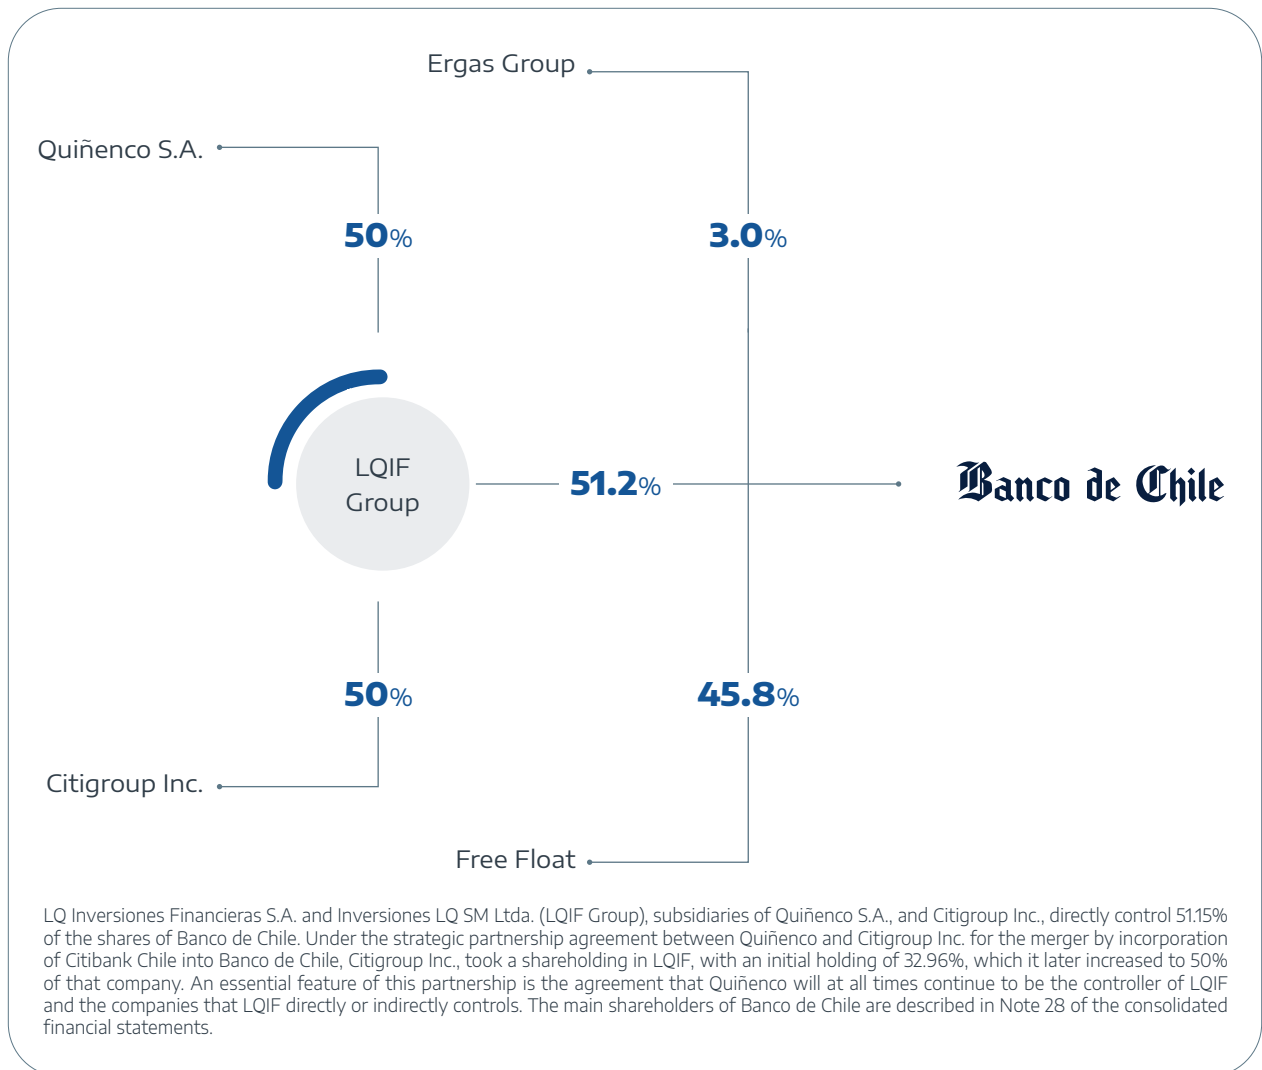 Ergas Group
Quiñenco S.A.
50%
3.0%
LQIF
Group
51.2%
Banco de Chile
50%
45.8%
Citigroup Inc.
Free Float
LQ Inversiones Financieras S.A. and Inversiones LQ SM Ltda. (LQIF Group), subsidiaries of Quiñenco S.A., and Citigroup Inc., directly control 51.15%
of the shares of Banco de Chile. Under the strategic partnership agreement between Quiñenco and Citigroup Inc. for the merger by incorporation
of Citibank Chile into Banco de Chile, Citigroup Inc., took a shareholding in LQIF, with an initial holding of 32.96%, which it later increased to 50%
of that company. An essential feature of this partnership is the agreement that Quiñenco will at all times continue to be the controller of LQIF
and the companies that LQIF directly or indirectly controls. The main shareholders of Banco de Chile are described in Note 28 of the consolidated
financial statements.